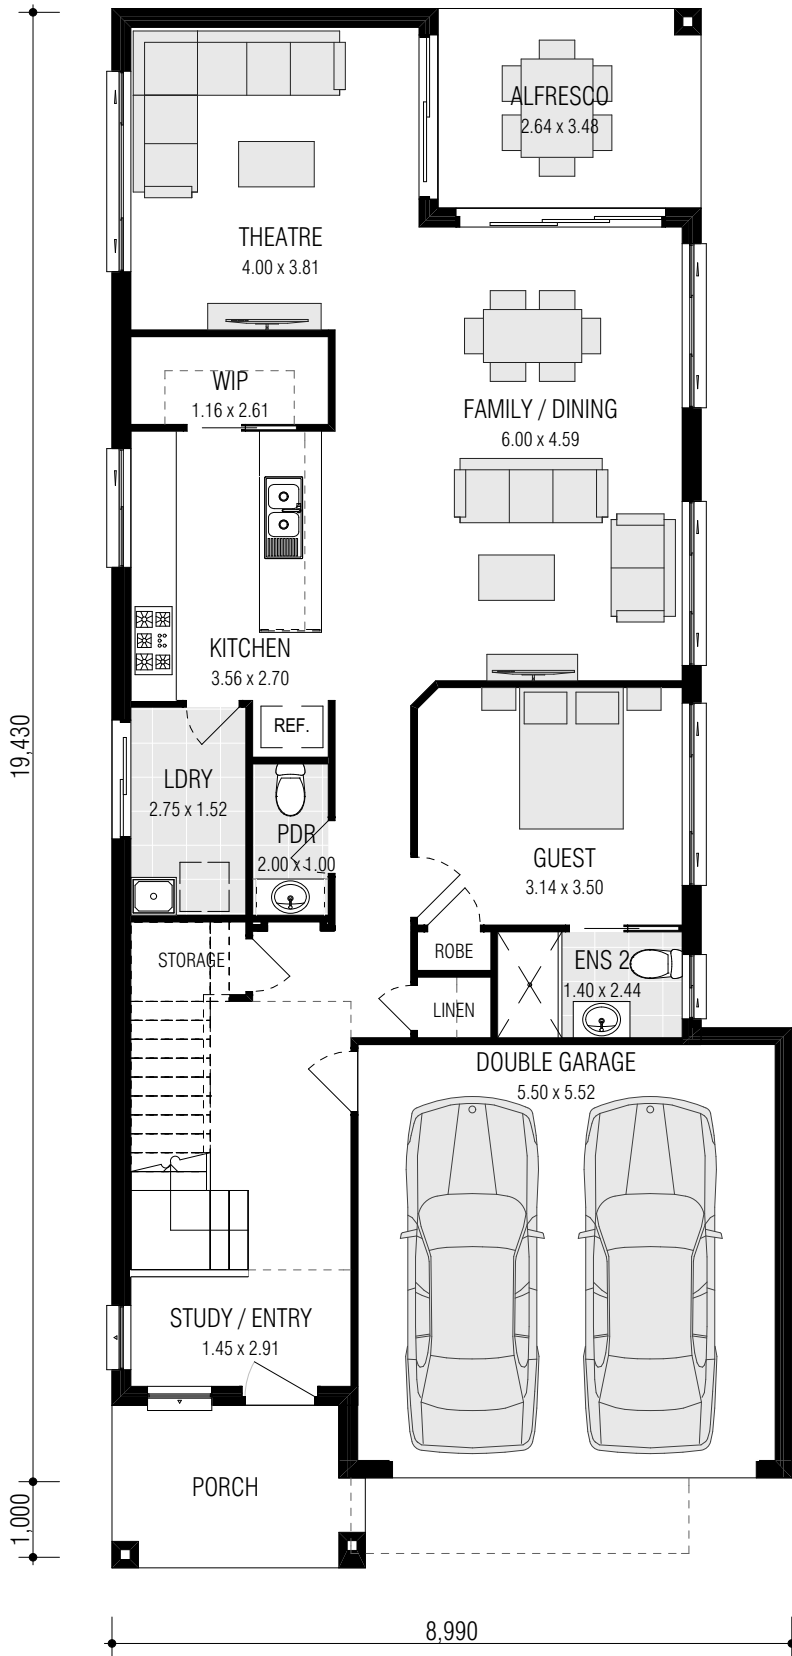 ALFRESCO
2.64 x 3.48
THEATRE
4.00 x 3.81
WIP
1.16 x 2.61
FAMILY / DINING
6.00 x 4.59
KITCHEN
3.56 x 2.70
REF.
19,430
LDRY
2.75 x 1.52
PDR
2.00 x 1.00
GUEST
3.14 x 3.50
STORAGE
ROBE
ENS 2
1.40 x 2.44
LINEN
DOUBLE GARAGE
5.50 x 5.52
STUDY / ENTRY
1.45 x 2.91
PORCH
1,000
8,990